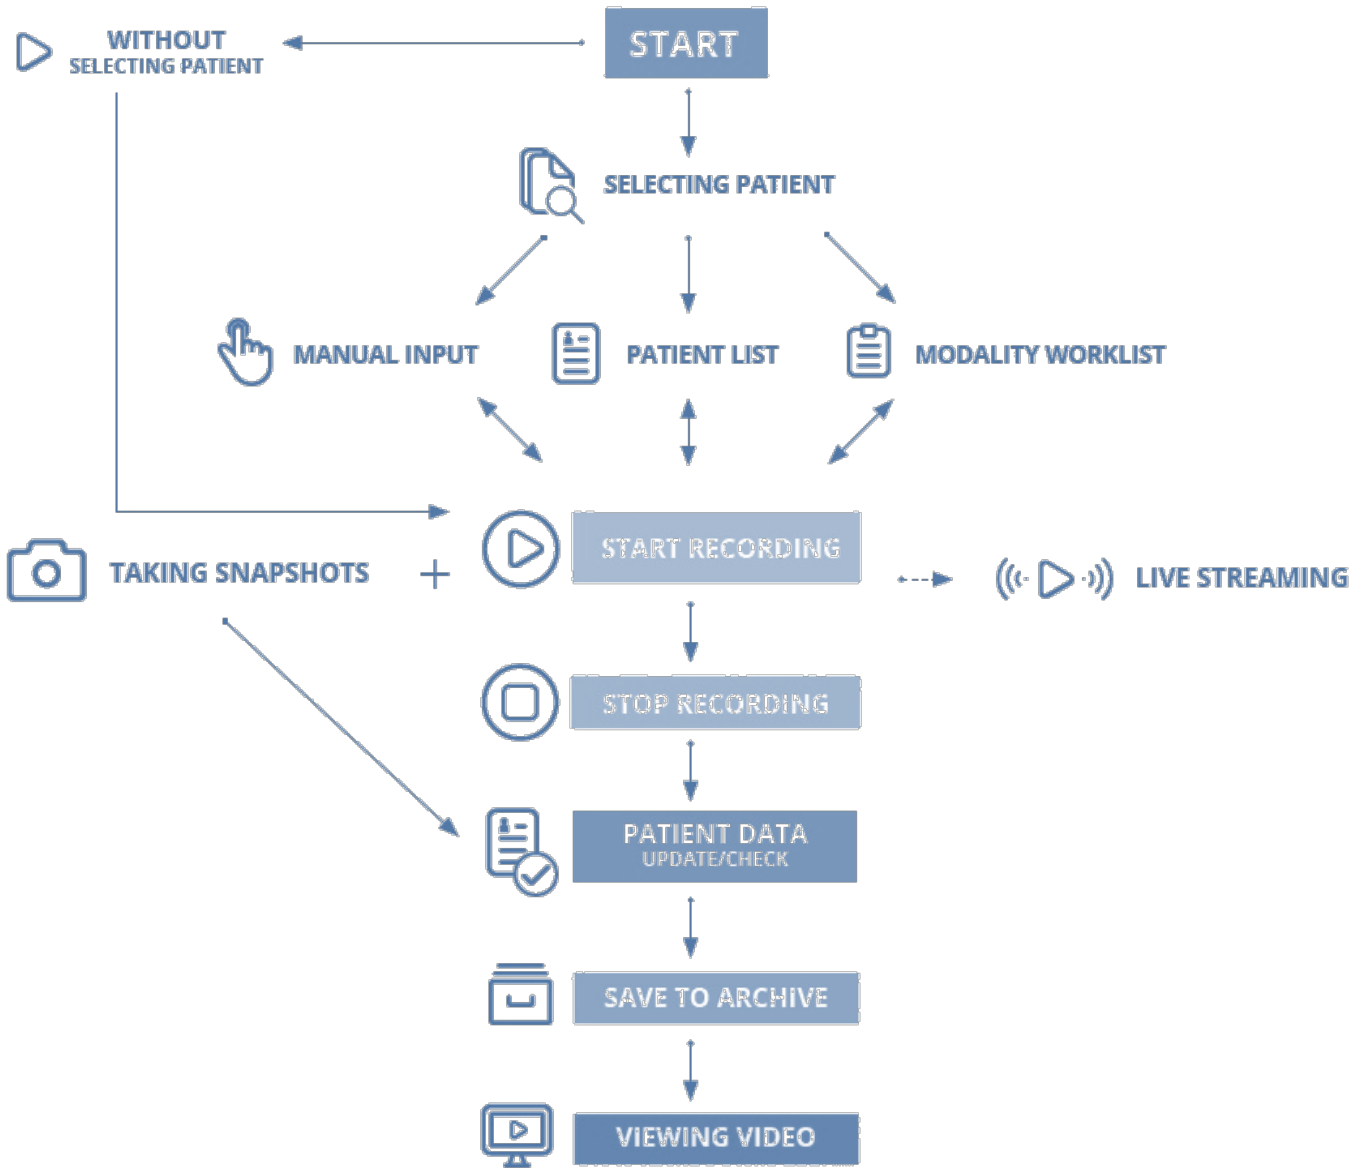 WITHOUT
SELECTING PATIENT
START
SELECTING PATIENT
MANUAL INPUT
PATIENT LIST
MODALITY WORKLIST
START RECORDING
TAKING SNAPSHOTS
+
LIVE STREAMING
STOP RECORDING
PATIENT DATA
UPDATE/CHECK
SAVE TO ARCHIVE
VIEWING VIDEO